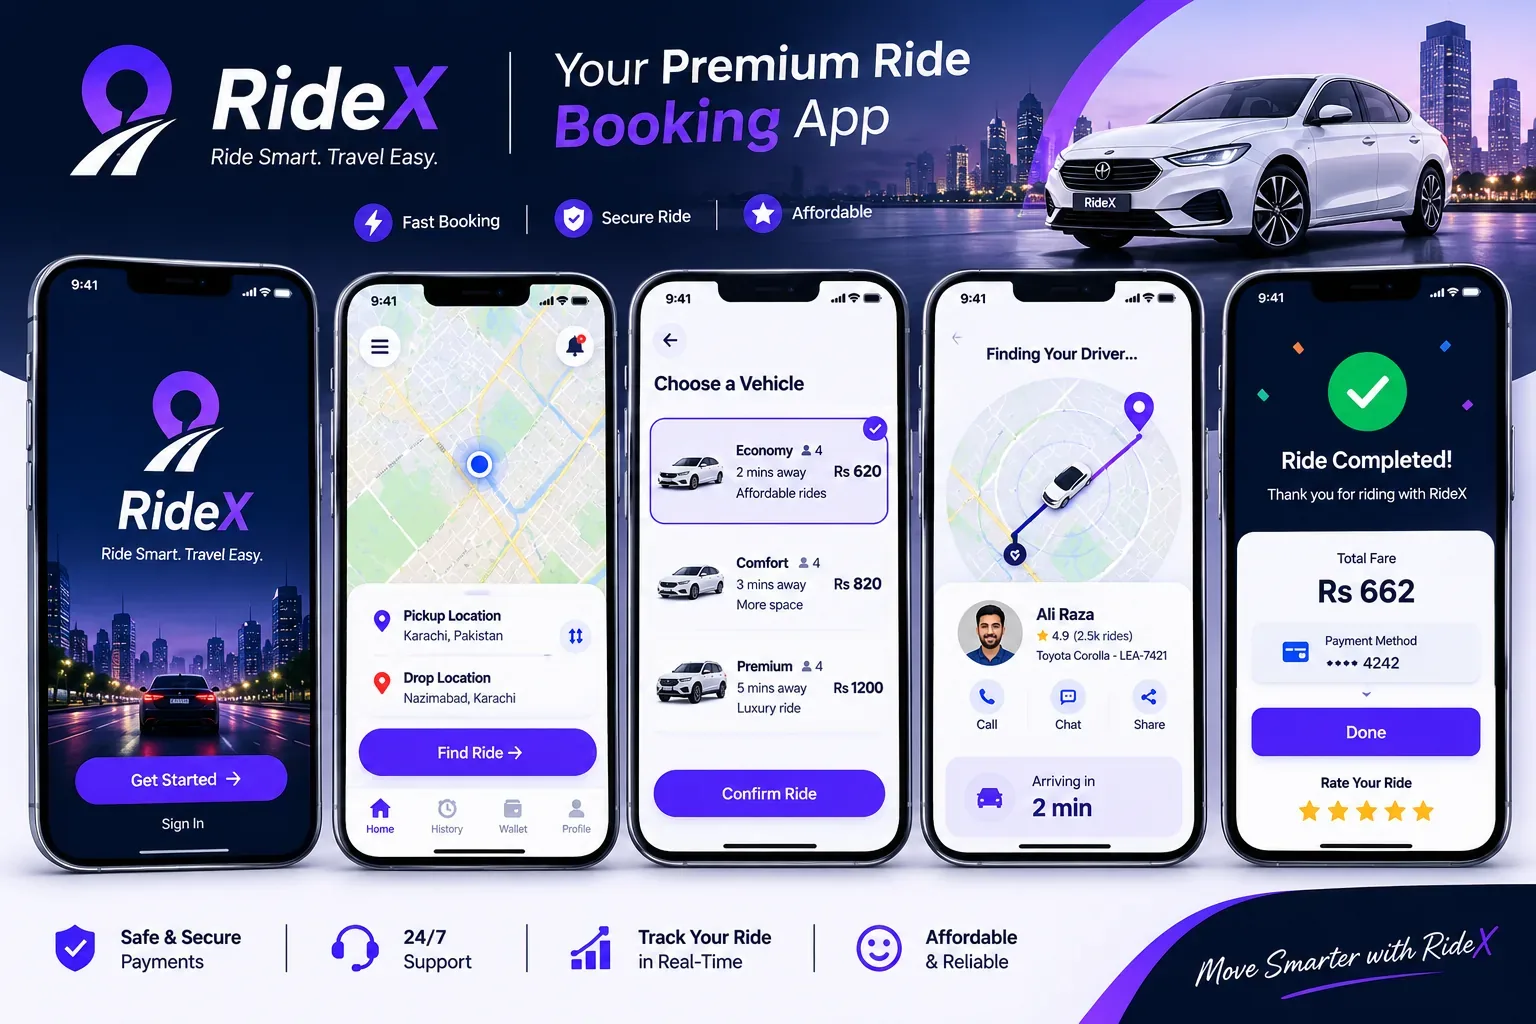 RideX
Ride Smart. Travel Easy.
Your Premium Ride
Booking App
Fast Booking
Secure Ride
Affordable
RideX
9:41
RideX
Ride Smart. Travel Easy.
Get Started →
Sign In
9:41
Pickup Location
Karachi, Pakistan
Drop Location
Nazimabad, Karachi
Find Ride →
Home
History
Wallet
Profile
9:41
Choose a Vehicle
Economy 4
2 mins away Rs 620
Affordable rides
Comfort 4
3 mins away Rs 820
More space
Premium 4
5 mins away Rs 1200
Luxury ride
Confirm Ride
9:41
Finding Your Driver...
Ali Raza
4.9 (2.5k rides)
Toyota Corolla - LEA-7421
Call
Chat
Share
Arriving in
2 min
9:41
Ride Completed!
Thank you for riding with RideX
Total Fare
Rs 662
Payment Method
•••• 4242
Done
Rate Your Ride
Safe & Secure
Payments
24/7
Support
Track Your Ride
in Real-Time
Affordable
& Reliable
Move Smarter with RideX